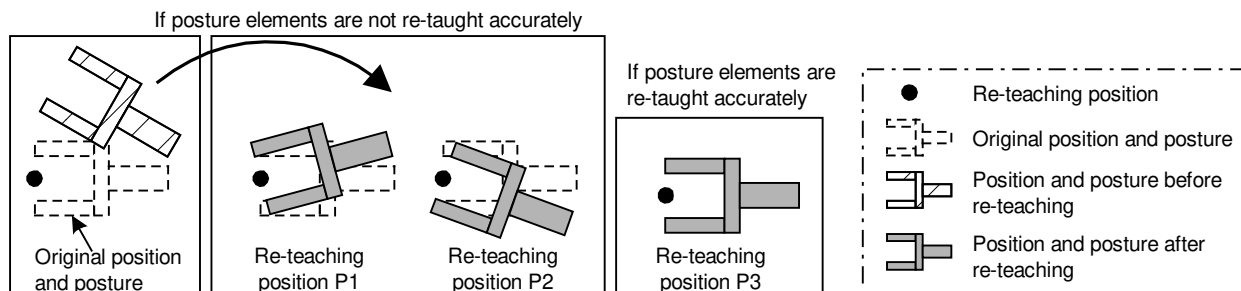 If posture elements are not re-taught accurately
Original position
and posture
Re-teaching
position P1
Re-teaching
position P2
If posture elements are
re-taught accurately
Re-teaching
position P3
Re-teaching position
Original position and posture
Position and posture before
re-teaching
Position and posture after
re-teaching